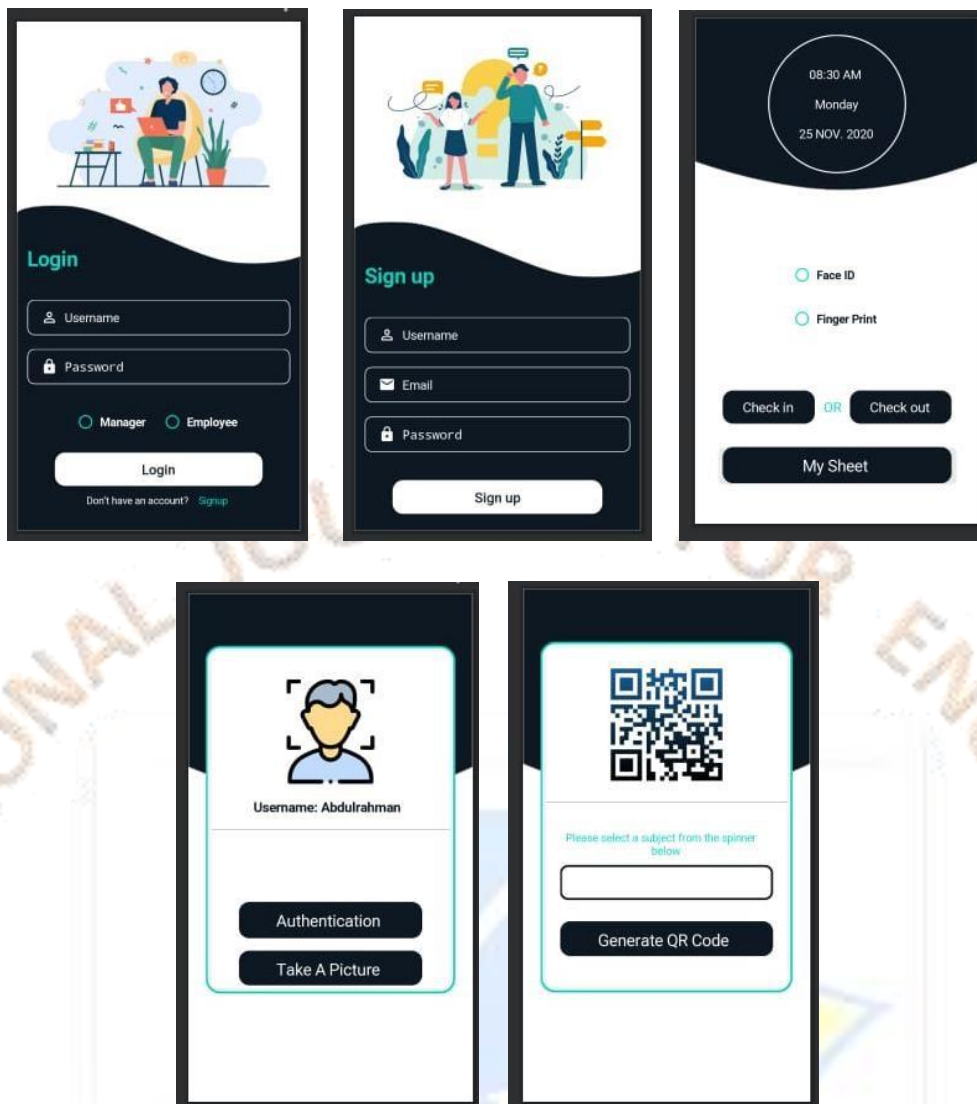 Login
Username
Password
Manager Employee
Login
Don't have an account? Signup
Sign up
Username
Email
Password
Sign up
08:30 AM
Monday
25 NOV. 2020
Face ID
Finger Print
Check in OR Check out
My Sheet
Username: Abdulrahman
Authentication
Take A Picture
Please select a subject from the spinner
below
Generate QR Code